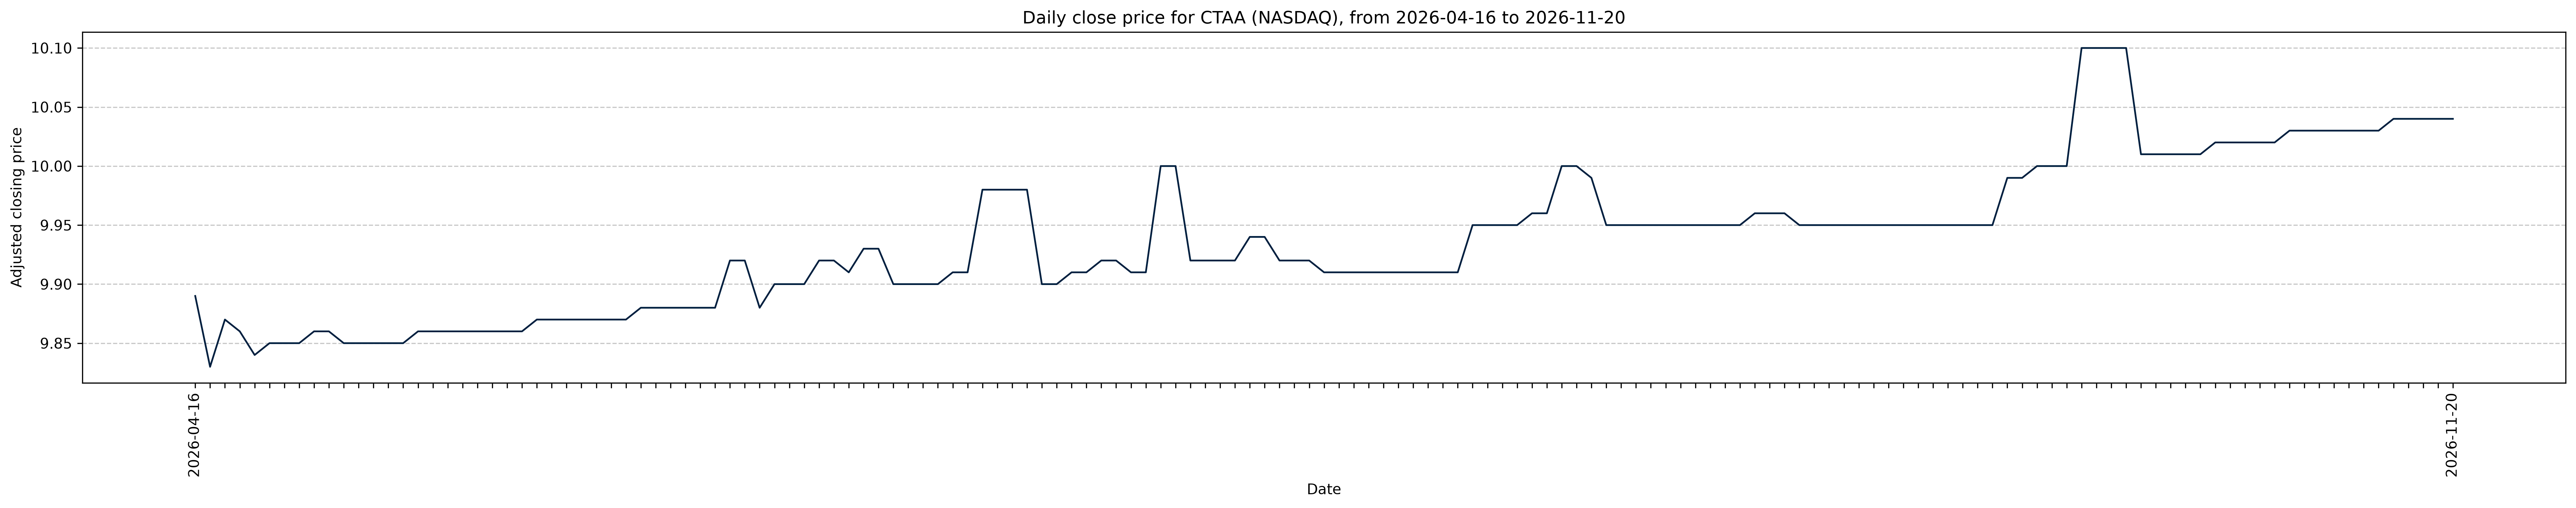 Daily close price for CTAA (NASDAQ), from 2026-04-16 to 2026-11-20
Adjusted closing price
10.10
10.05
10.00
9.95
9.90
9.85
2026-04-16
2026-11-20
Date